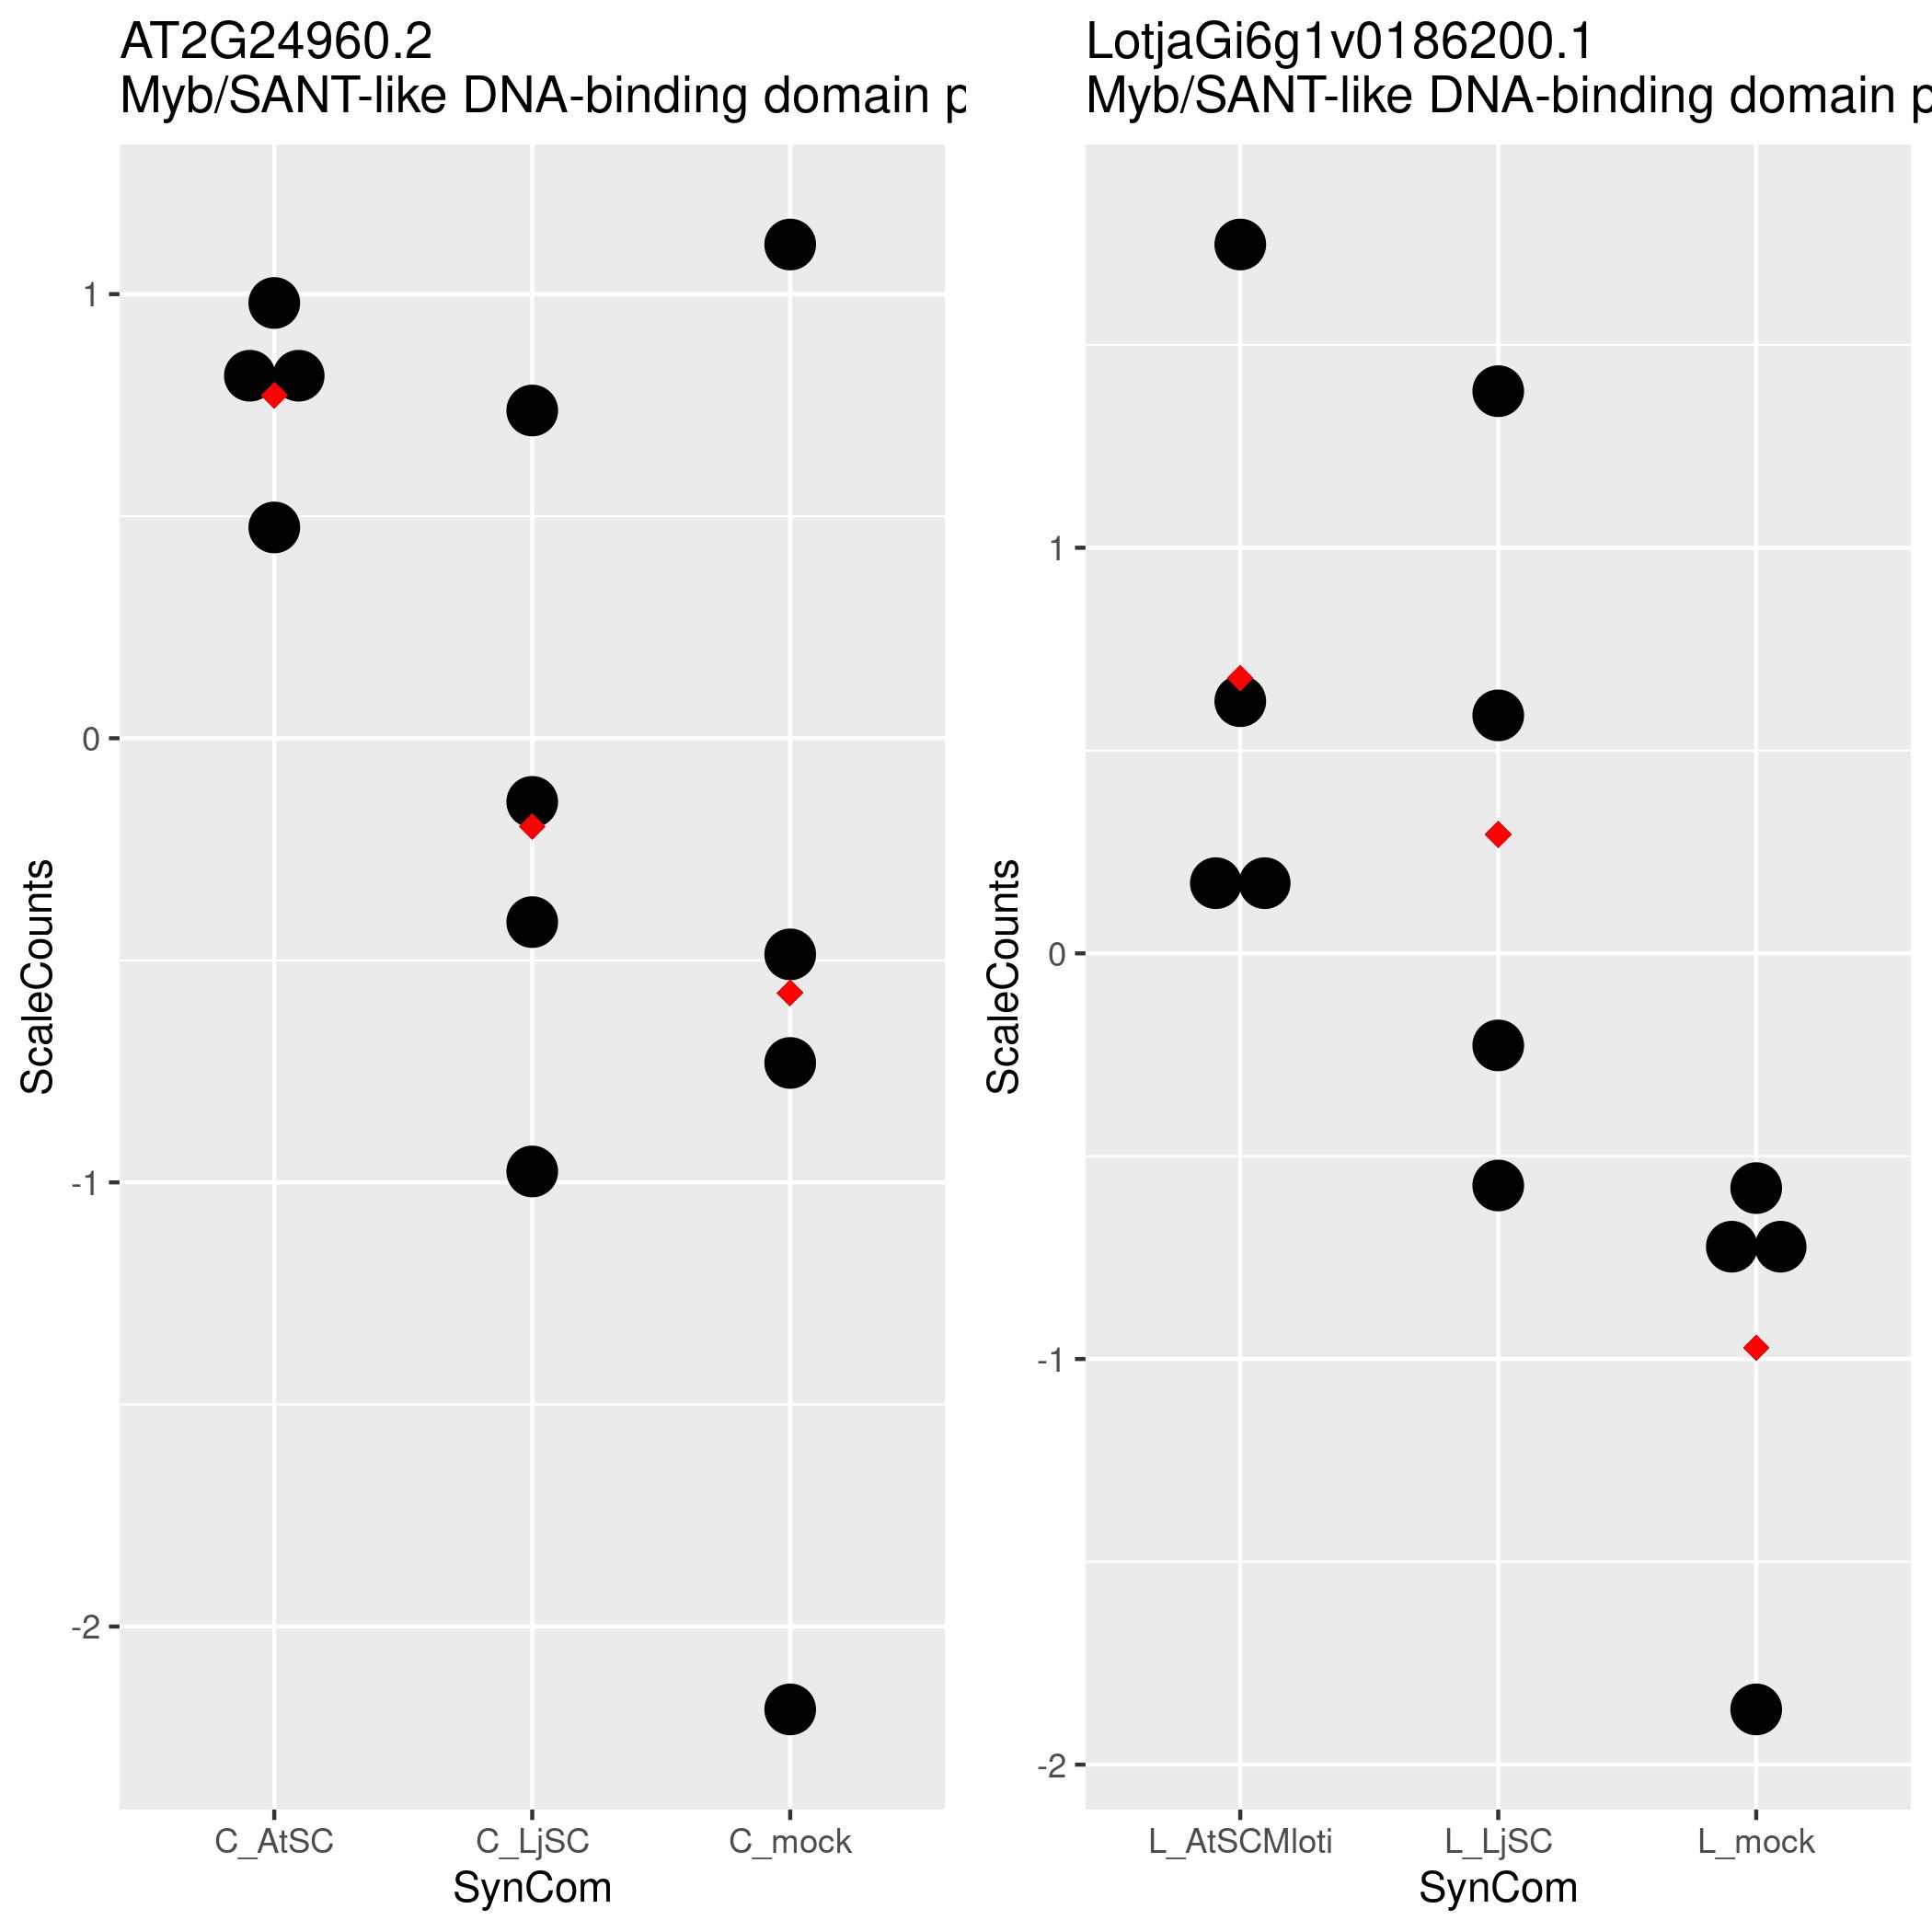 AT2G24960.2
Myb/SANT-like DNA-binding domain p
ScaleCounts
1
0
-1
-2
C_AtSC C_LjSC C_mock
SynCom
LotjaGi6g1v0186200.1
Myb/SANT-like DNA-binding domain p
ScaleCounts
1
0
-1
-2
L_AtSCMloti L_LjSC L_mock
SynCom